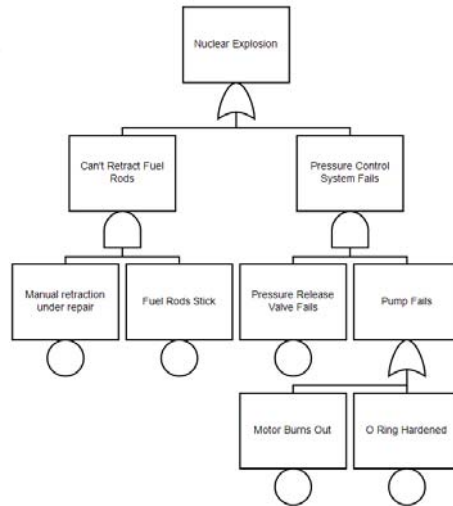 Nuclear Explosion
Can't Retract Fuel
Rods
Pressure Control
System Fails
Manual retraction
under repair
Fuel Rods Stick
Pressure Release
Valve Fails
Pump Fails
Motor Burns Out
O Ring Hardened